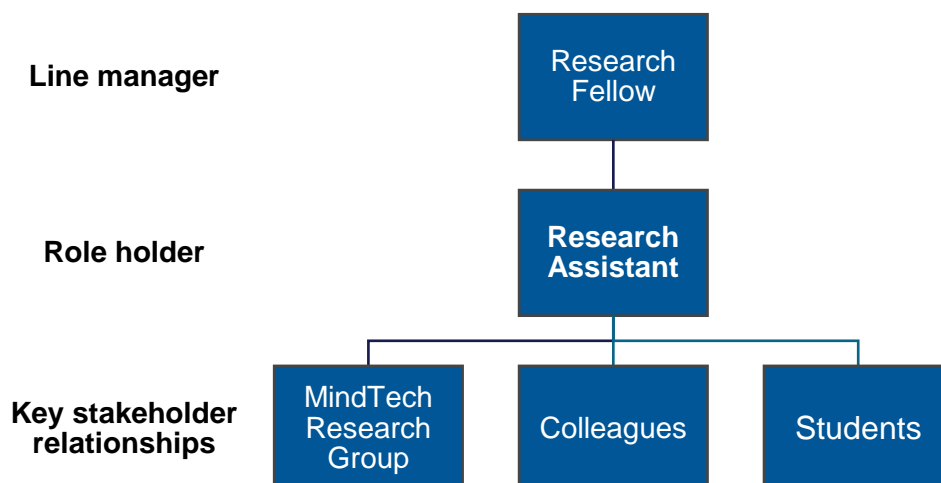 Line manager
Research
Fellow
Role holder
Research
Assistant
Key stakeholder
relationships
MindTech
Research
Group
Colleagues
Students